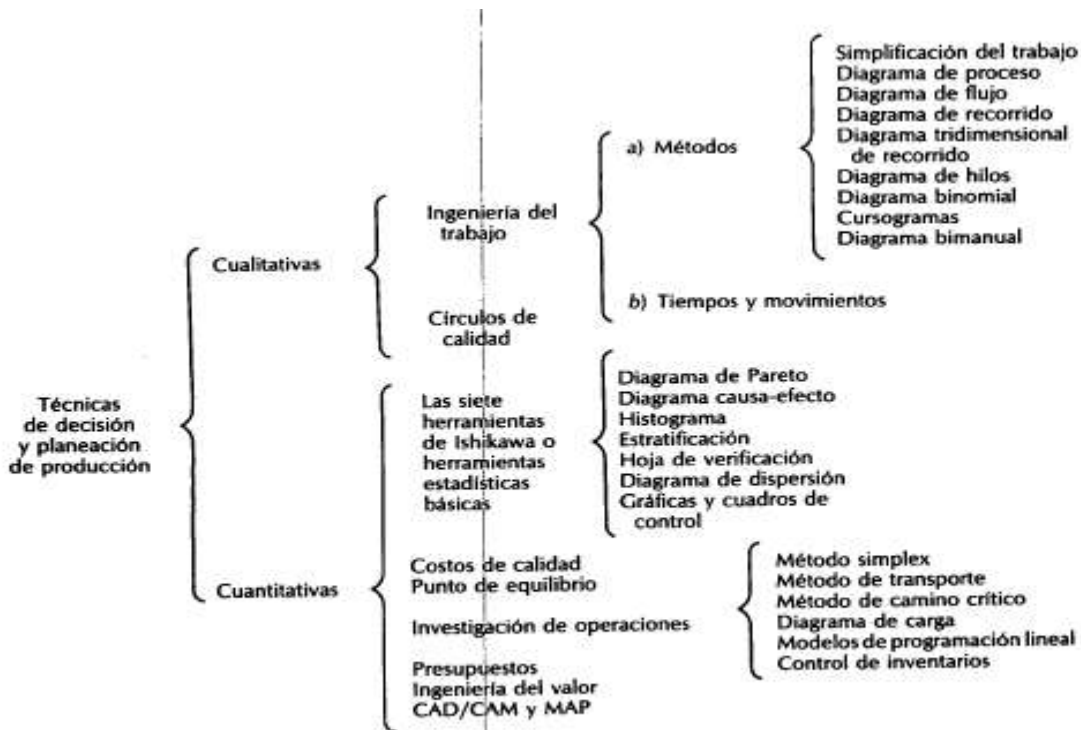 Técnicas
de decisión
y planeación
de producción
Cualitativas
Ingeniería del
trabajo
a) Métodos
Simplificación del trabajo
Diagrama de proceso
Diagrama de flujo
Diagrama de recorrido
Diagrama tridimensional
de recorrido
Diagrama de hilos
Diagrama binomial
Cursogramas
Diagrama bimanual
b) Tiempos y movimientos
Círculos de
calidad
Cuantitativas
Las siete
herramientas
de Ishikawa o
herramientas
estadísticas
básicas
Diagrama de Pareto
Diagrama causa-efecto
Histograma
Estratificación
Hoja de verificación
Diagrama de dispersión
Gráficas y cuadros de
control
Costos de calidad
Punto de equilibrio
Investigación de operaciones
Método simplex
Método de transporte
Método de camino crítico
Diagrama de carga
Modelos de programación lineal
Control de inventarios
Presupuestos
Ingeniería del valor
CAD/CAM y MAP